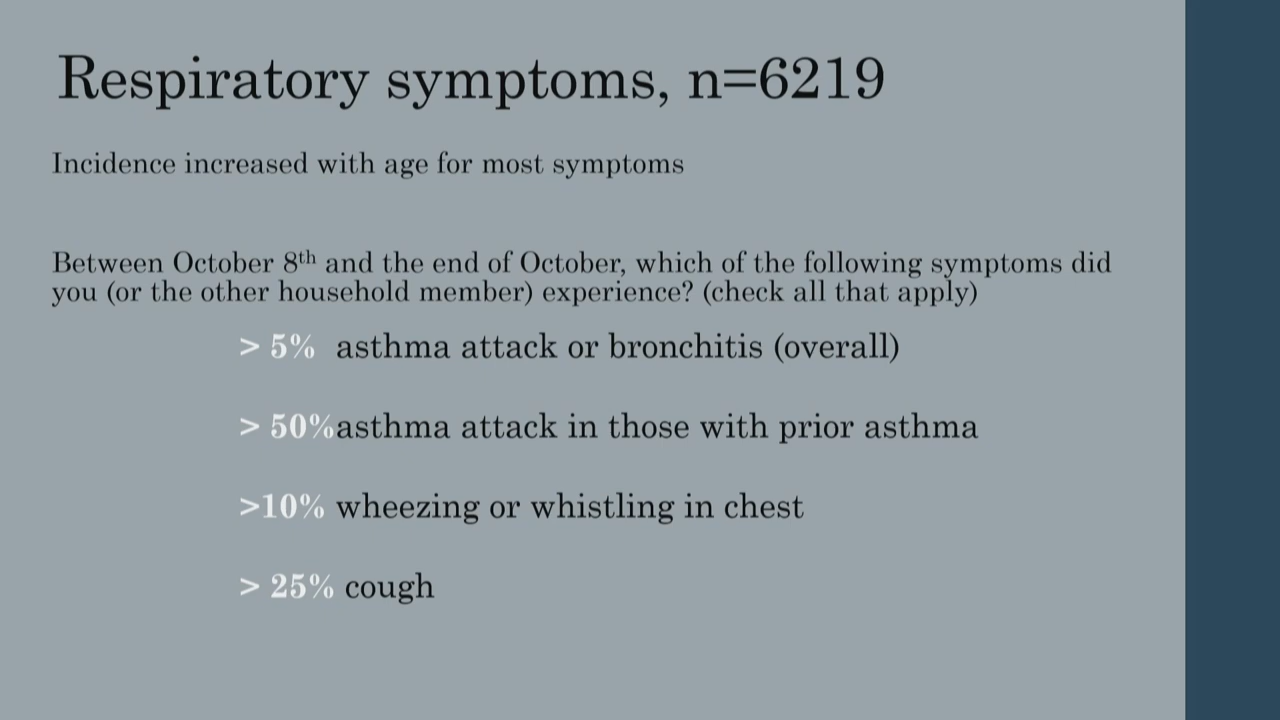 Respiratory symptoms, n=6219
Incidence increased with age for most symptoms
Between October 8th and the end of October, which of the following symptoms did
you (or the other household member) experience? (check all that apply)
> 5% asthma attack or bronchitis (overall)
> 50%asthma attack in those with prior asthma
>10% wheezing or whistling in chest
> 25% cough